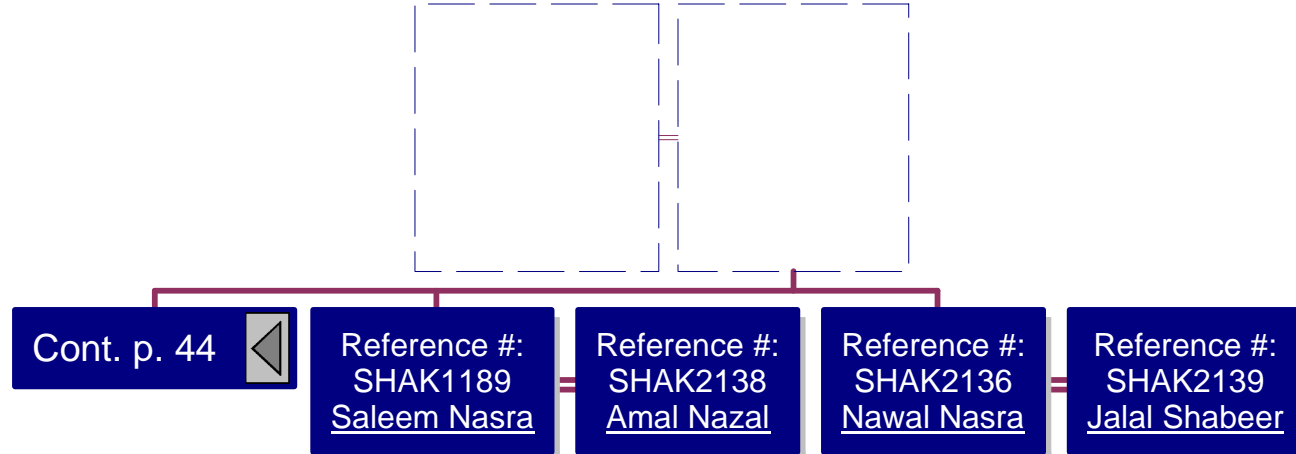 Cont. p. 44
Reference #:
SHAK1189
Saleem Nasra
Reference #:
SHAK2138
Amal Nazal
Reference #:
SHAK2136
Nawal Nasra
Reference #:
SHAK2139
Jalal Shabeer